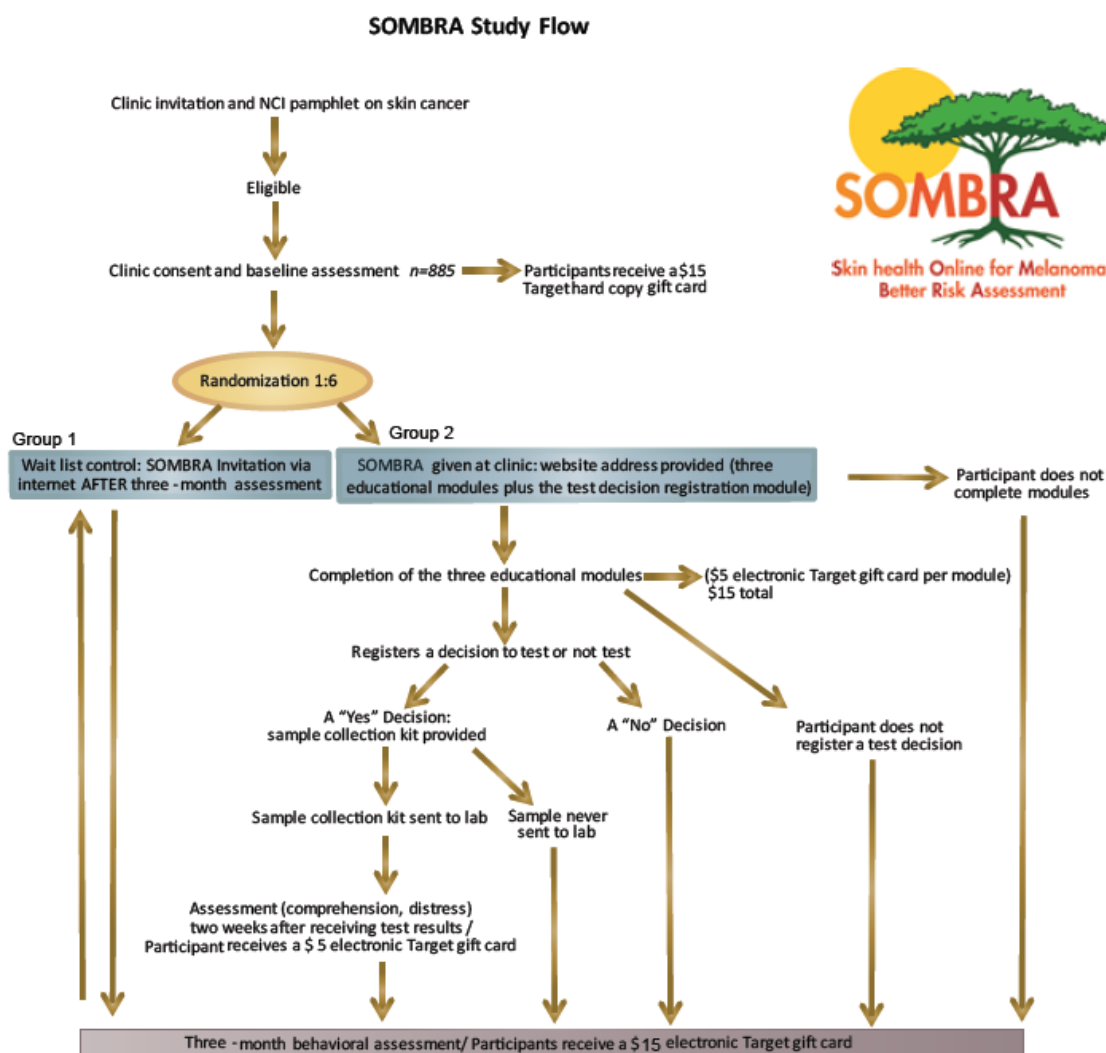 SOMBRA Study Flow
Clinic invitation and NCI pamphlet on skin cancer
SOMBRA
Skin health Online for Melanoma
Better Risk Assessment
Eligible
Clinic consent and baseline assessment n=885
Participants receive a $15
Target hard copy gift card
Randomization 1:6
Group 1
Wait list control: SOMBRA Invitation via
internet AFTER three - month assessment
Group 2
SOMBRA given at clinic: website address provided (three
educational modules plus the test decision registration module)
Participant does not
complete modules
Completion of the three educational modules
($5 electronic Target gift card per module)
$15 total
Registers a decision to test or not test
A “Yes” Decision:
sample collection kit provided
A “No” Decision
Participant does not
register a test decision
Sample collection kit sent to lab
Sample never
sent to lab
Assessment (comprehension, distress)
two weeks after receiving test results /
Participant receives a $ 5 electronic Target gift card
Three - month behavioral assessment/ Participants receive a $15 electronic Target gift card